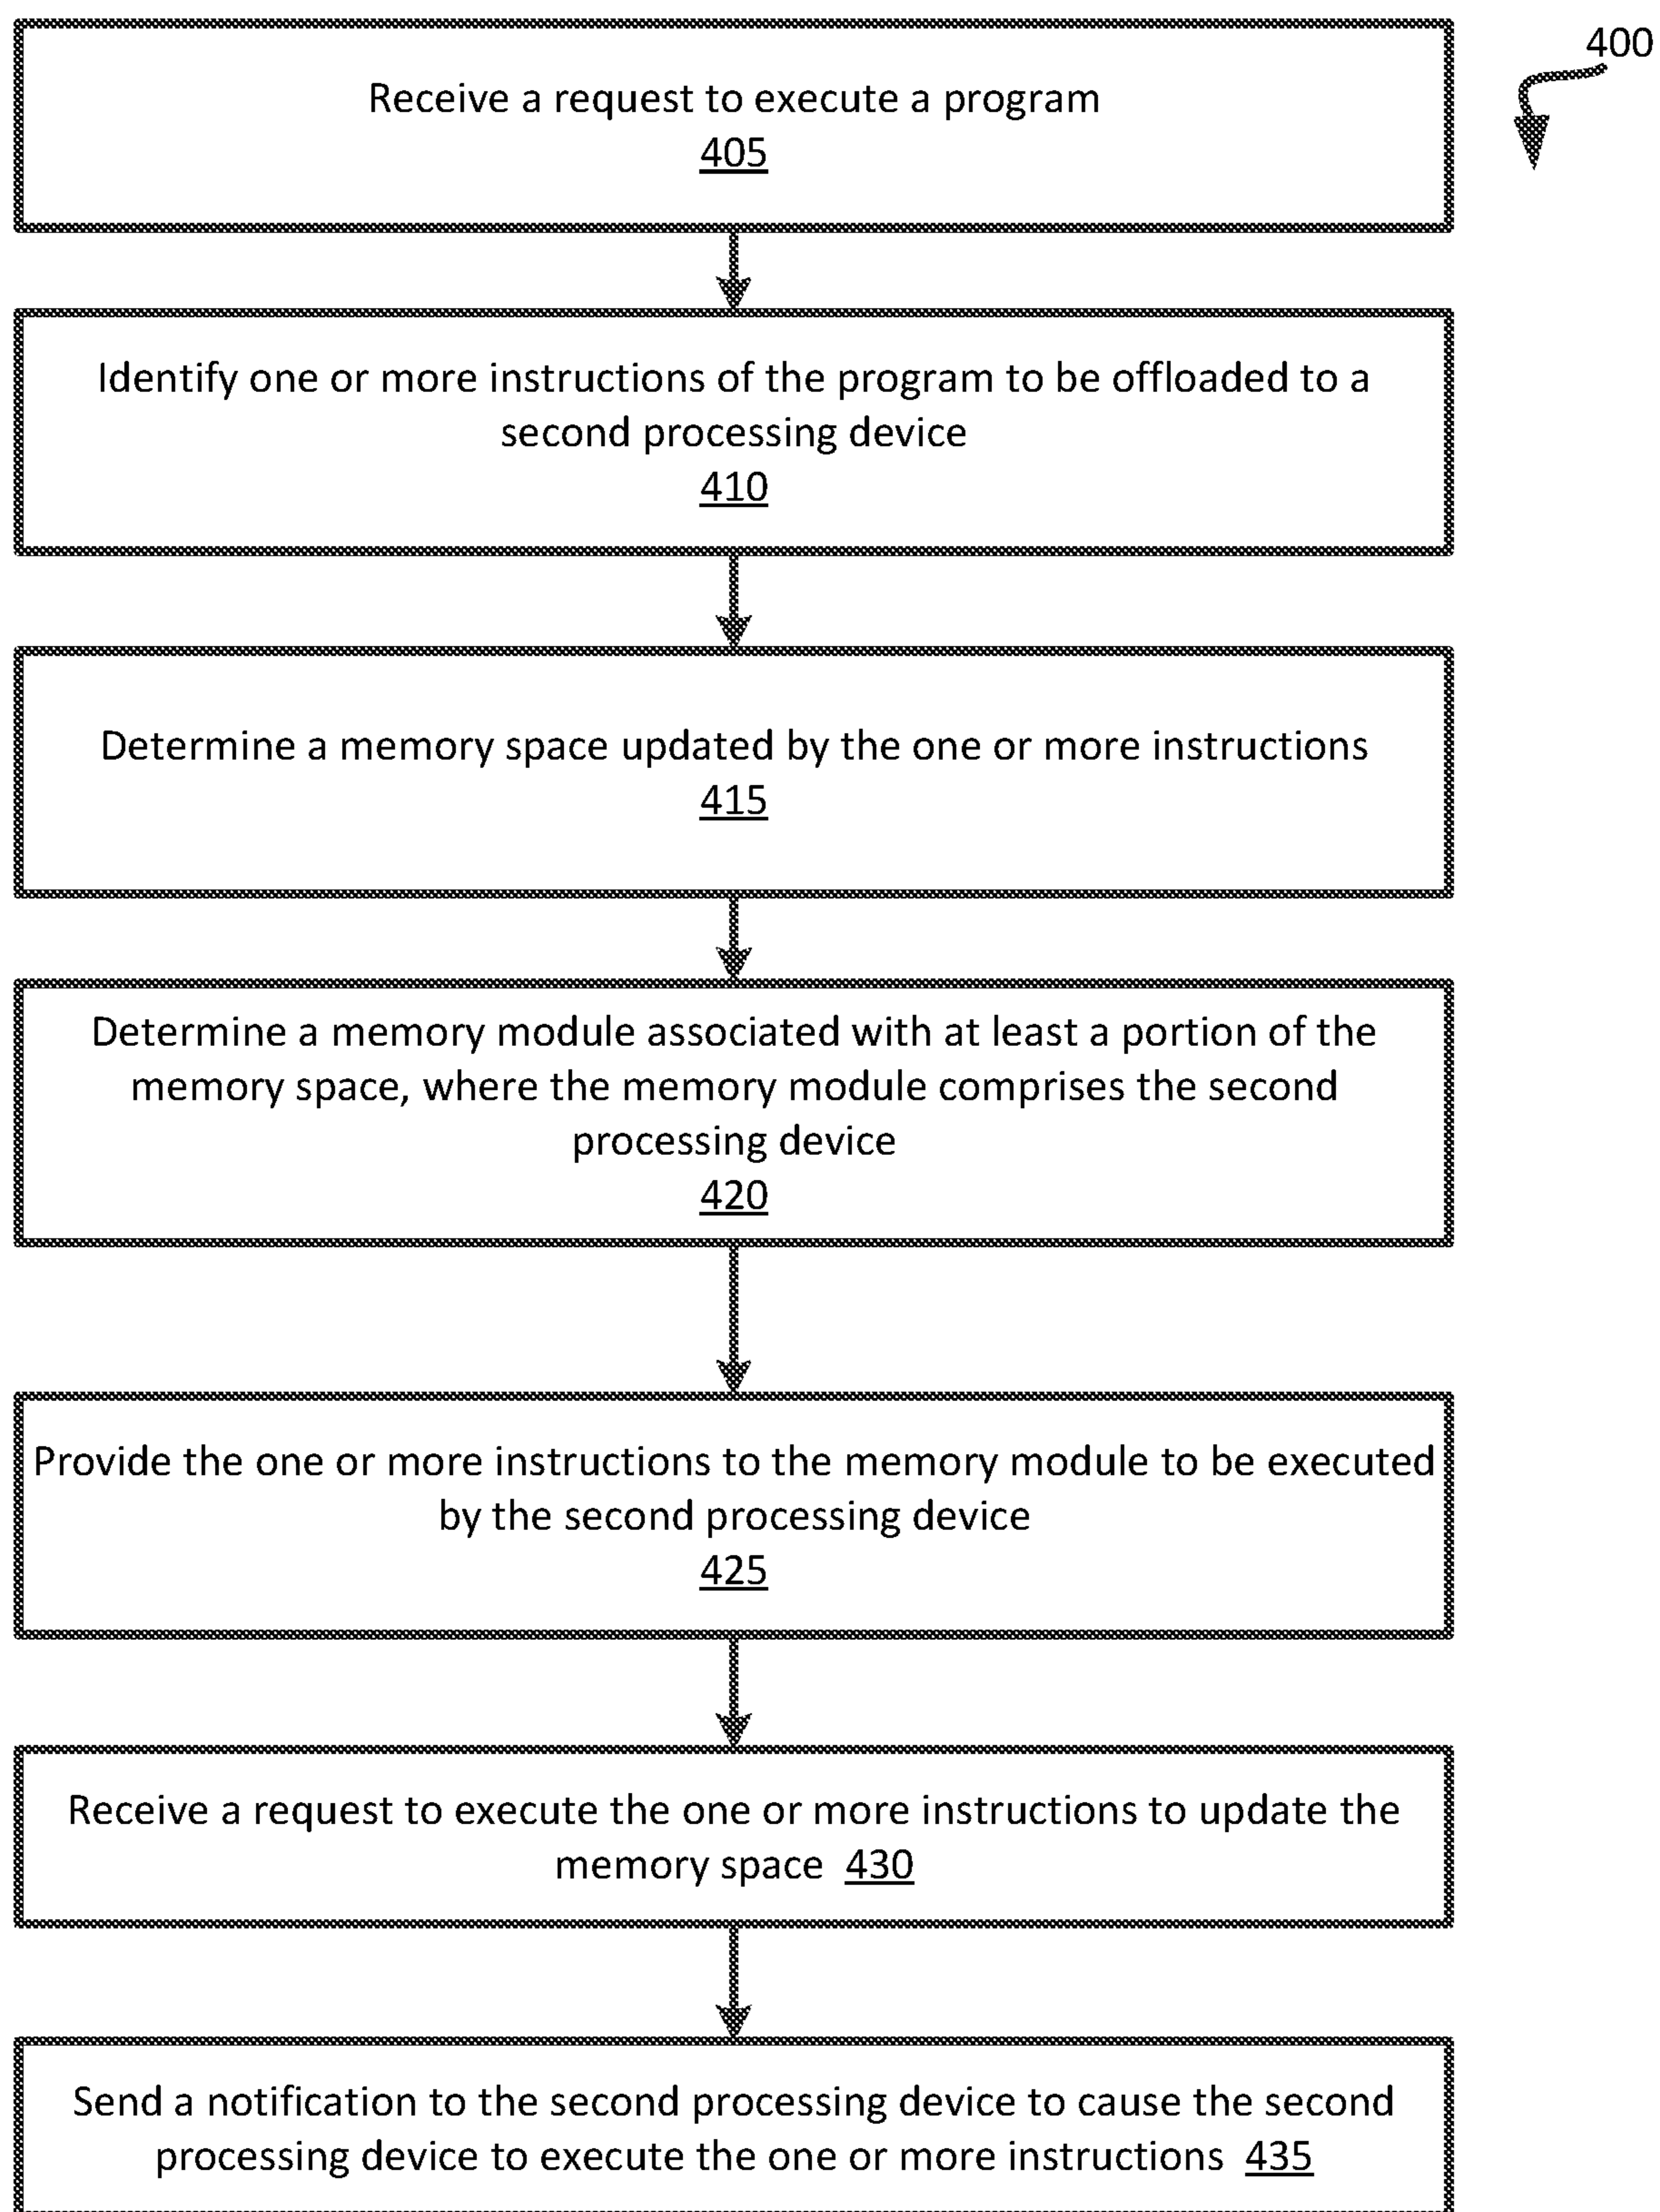 400
Receive a request to execute a program
405
Identify one or more instructions of the program to be offloaded to a
second processing device
410
Determine a memory space updated by the one or more instructions
415
Determine a memory module associated with at least a portion of the
memory space, where the memory module comprises the second
processing device
420
Provide the one or more instructions to the memory module to be executed
by the second processing device
425
Receive a request to execute the one or more instructions to update the
memory space 430
Send a notification to the second processing device to cause the second
processing device to execute the one or more instructions 435